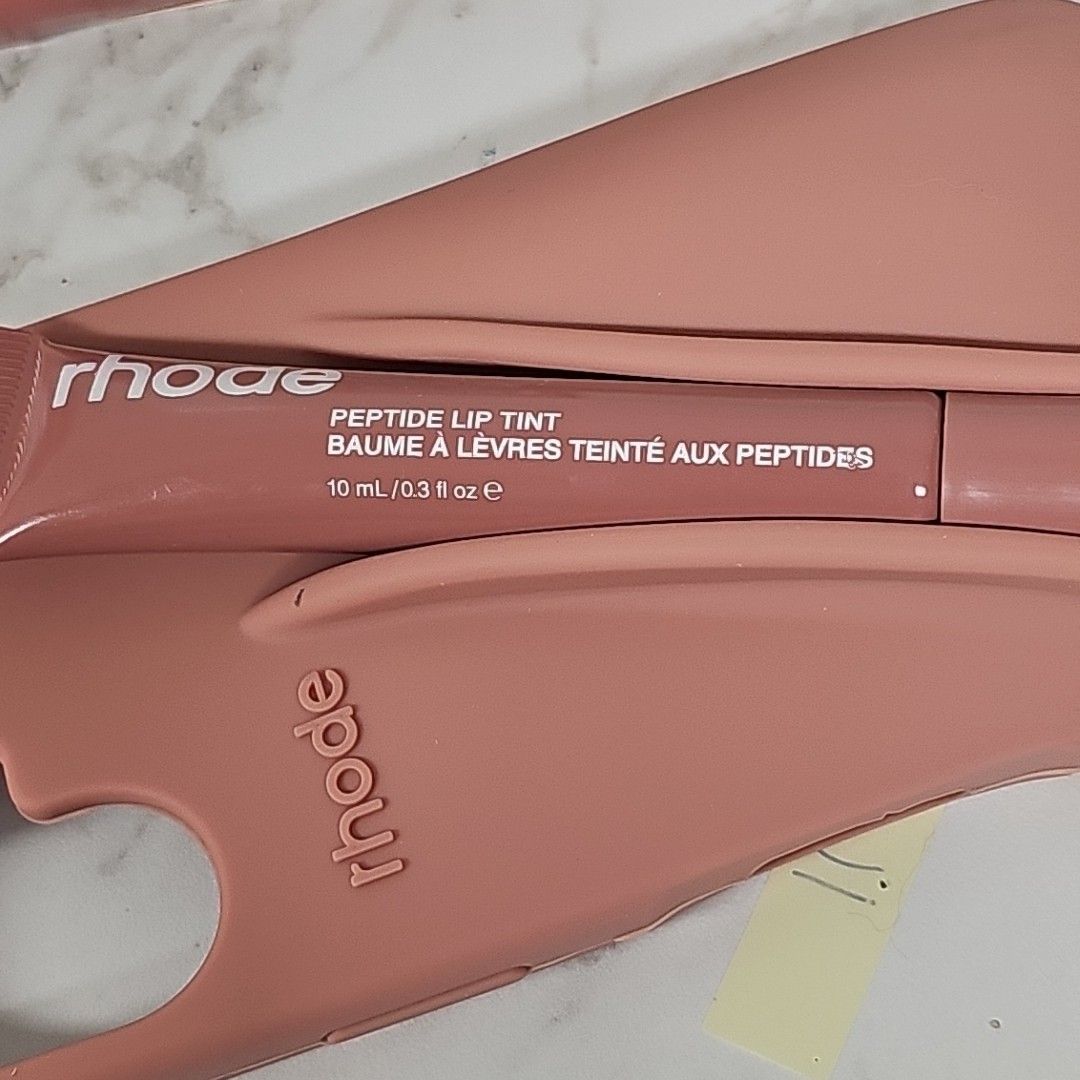 rhode
PEPTIDE LIP TINT
BAUME À LÈVRES TEINTÉ AUX PEPTIDES
10 mL/0.3 fl oz ℮
rhode